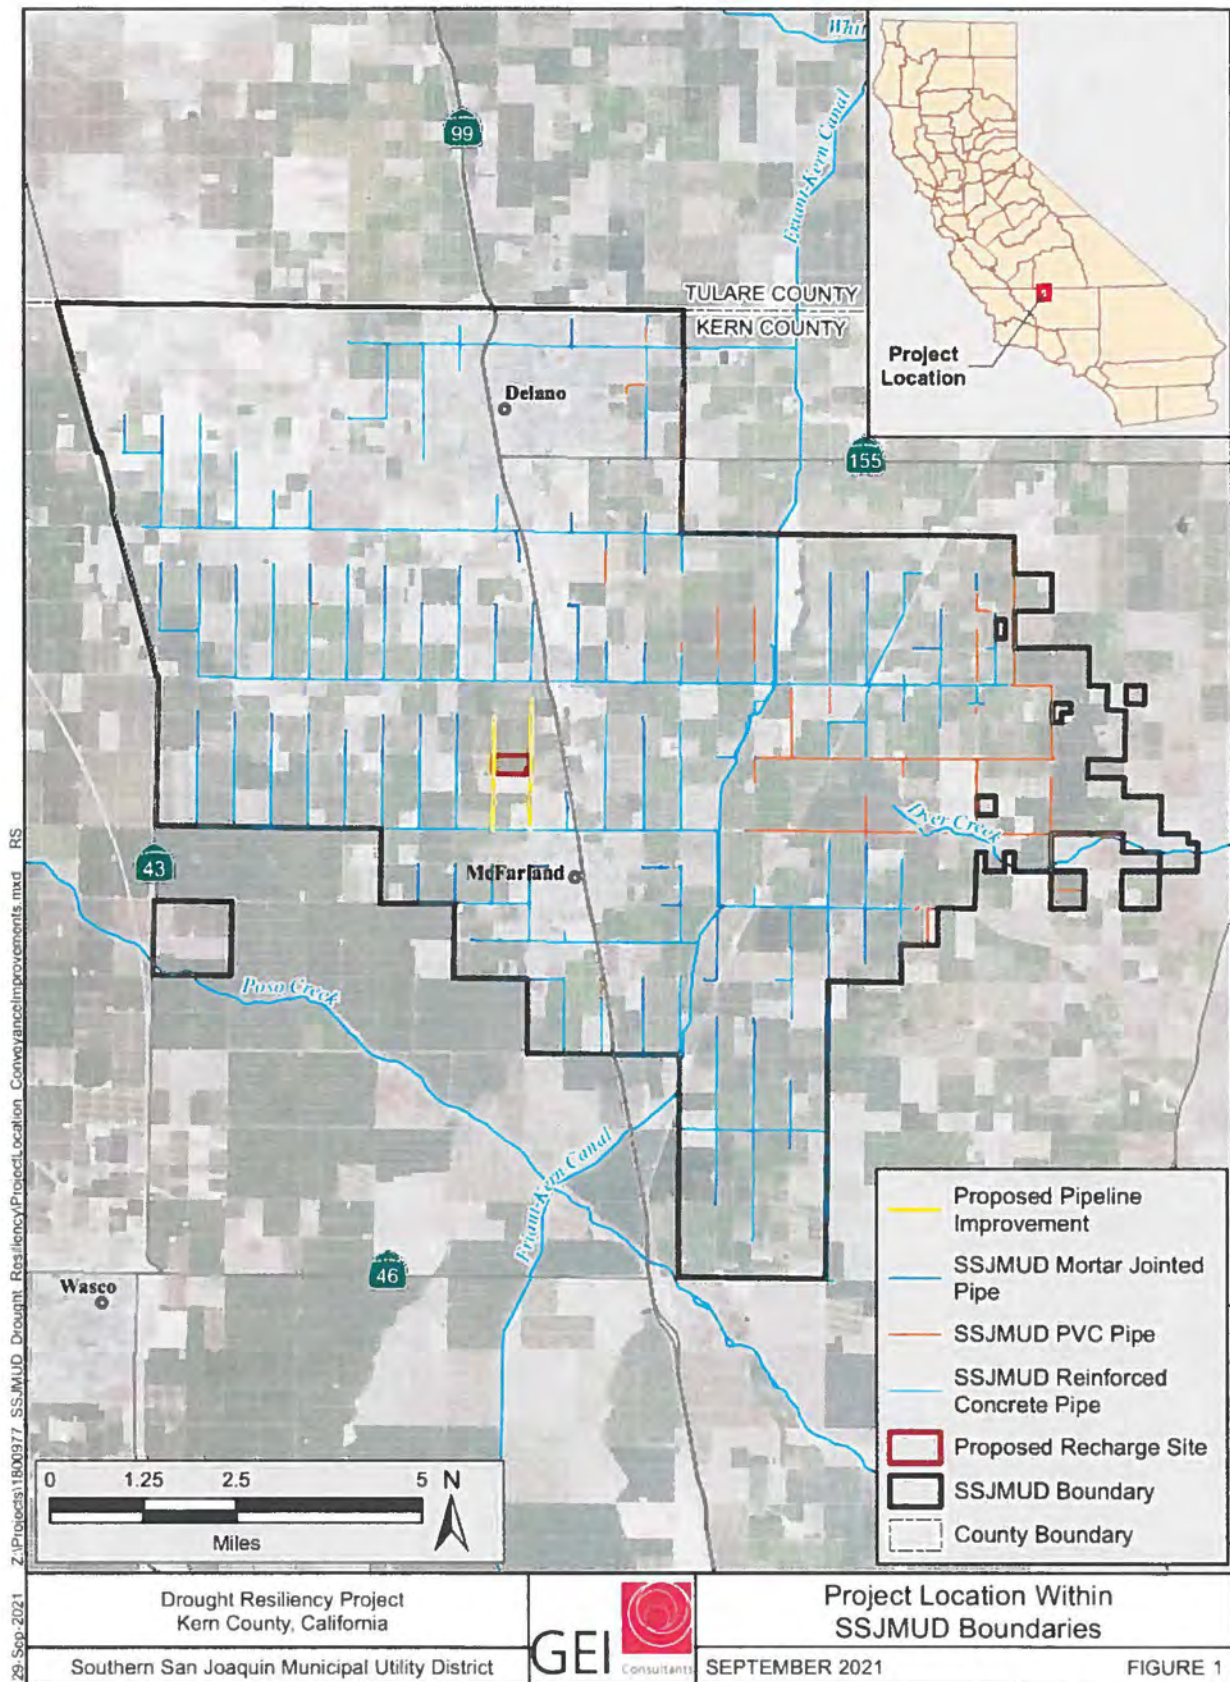 Whi
99
Friant-Kern Canal
TULARE COUNTY
KERN COUNTY
Project
Location
Delano
155
43
McFarland
Dyer Creek
Poso Creek
Friant-Kern Canal
46
Wasco
Proposed Pipeline
Improvement
SSJMUD Mortar Jointed
Pipe
SSJMUD PVC Pipe
SSJMUD Reinforced
Concrete Pipe
Proposed Recharge Site
SSJMUD Boundary
County Boundary
0 1.25 2.5 5
Miles
N
29-Sep-2021 Z:\Projects\1800977_SSJMUD_Drought_Resiliency\ProjectLocation_ConveyanceImprovements.mxd RS
Drought Resiliency Project
Kern County, California
Southern San Joaquin Municipal Utility District
GEI
Consultants
Project Location Within
SSJMUD Boundaries
SEPTEMBER 2021
FIGURE 1